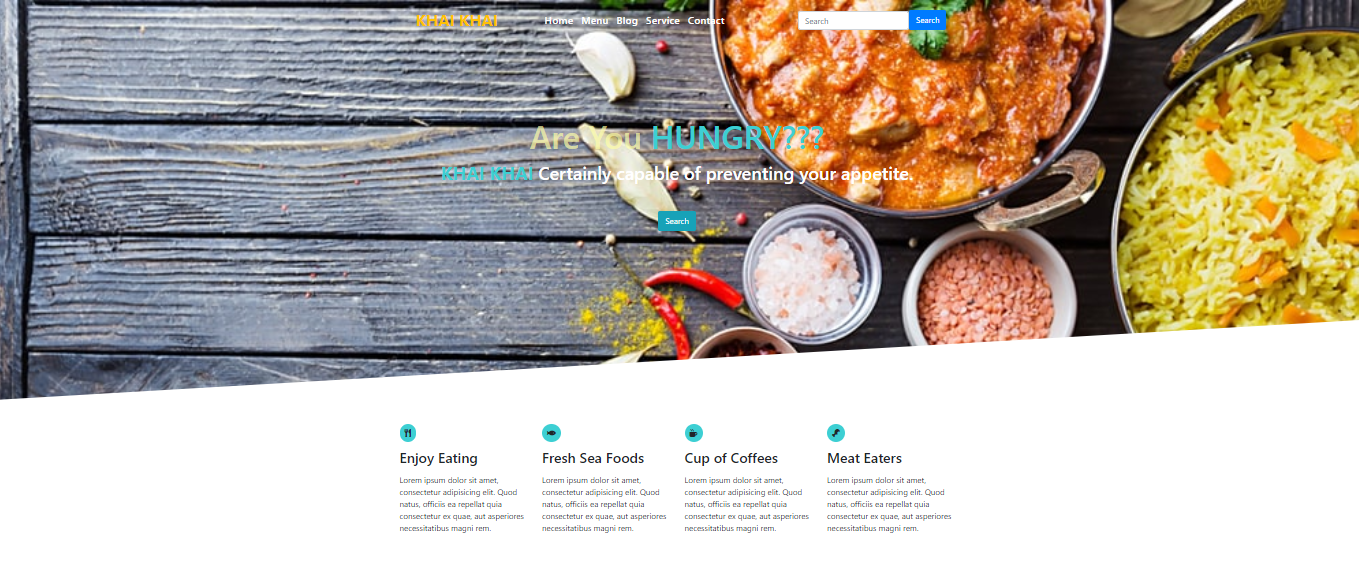 KHAI KHAI
Home Menu Blog Service Contact
Search
Search
Are You HUNGRY???
KHAI KHAI Certainly capable of preventing your appetite.
Search
Enjoy Eating
Lorem ipsum dolor sit amet,
consectetur adipisicing elit. Quod
natus, officiis ea repellat quia
consectetur ex quae, aut asperiores
necessitatibus magni rem.
Fresh Sea Foods
Lorem ipsum dolor sit amet,
consectetur adipisicing elit. Quod
natus, officiis ea repellat quia
consectetur ex quae, aut asperiores
necessitatibus magni rem.
Cup of Coffees
Lorem ipsum dolor sit amet,
consectetur adipisicing elit. Quod
natus, officiis ea repellat quia
consectetur ex quae, aut asperiores
necessitatibus magni rem.
Meat Eaters
Lorem ipsum dolor sit amet,
consectetur adipisicing elit. Quod
natus, officiis ea repellat quia
consectetur ex quae, aut asperiores
necessitatibus magni rem.